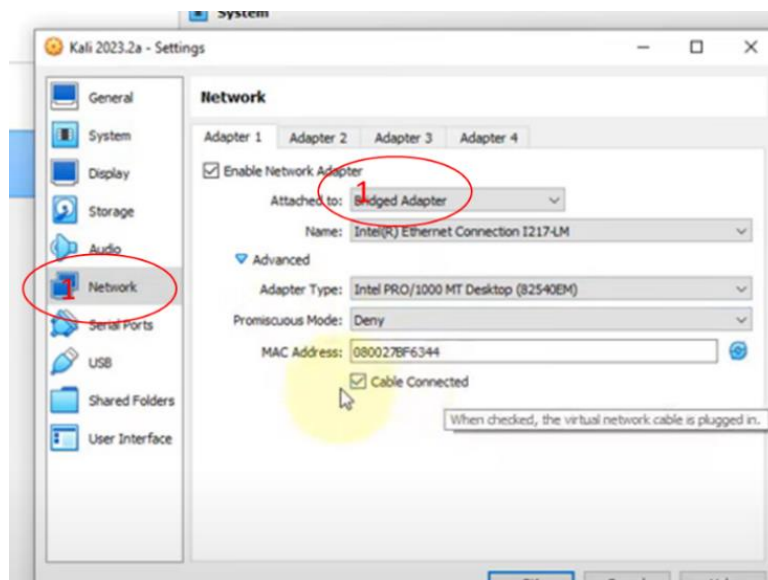 System
Kali 2023.2a - Settings
General
System
Display
Storage
Audio
Network
Serial Ports
USB
Shared Folders
User Interface
Network
Adapter 1 Adapter 2 Adapter 3 Adapter 4
Enable Network Adapter
Attached to: Bridged Adapter
1
Name: Intel(R) Ethernet Connection I217-LM
Advanced
Adapter Type: Intel PRO/1000 MT Desktop (82540EM)
1
Promiscuous Mode: Deny
MAC Address: 080027BF6344
Cable Connected
When checked, the virtual network cable is plugged in.